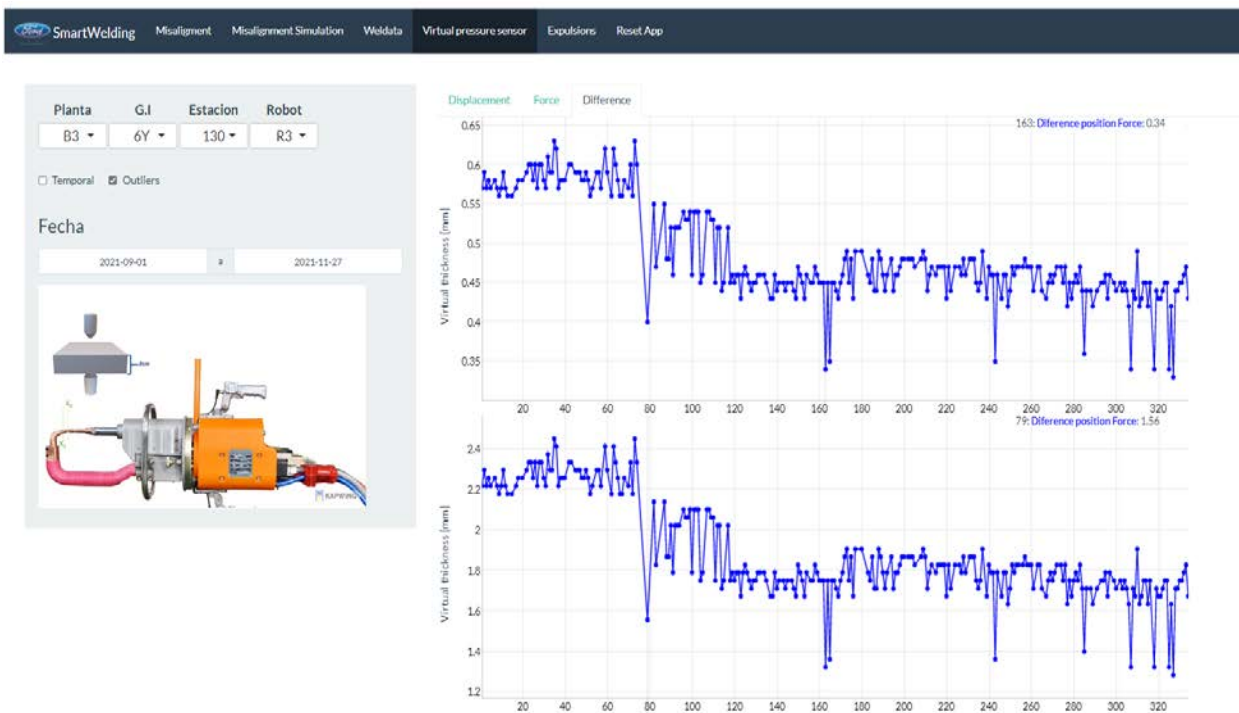 Ford SmartWelding Misaligment Misalignment Simulation Weldata Virtual pressure sensor Expulsions Reset App
Planta G.I Estacion Robot
B3 6Y 130 R3
Temporal Outliers
Fecha
2021-09-01 a 2021-11-27
Displacement Force Difference
163: Diference position Force: 0.34
Virtual thickness [mm]
0.65
0.6
0.55
0.5
0.45
0.4
0.35
20 40 60 80 100 120 140 160 180 200 220 240 260 280 300 320
79: Diference position Force: 1.56
Virtual thickness [mm]
2.4
2.2
2
1.8
1.6
1.4
1.2
20 40 60 80 100 120 140 160 180 200 220 240 260 280 300 320